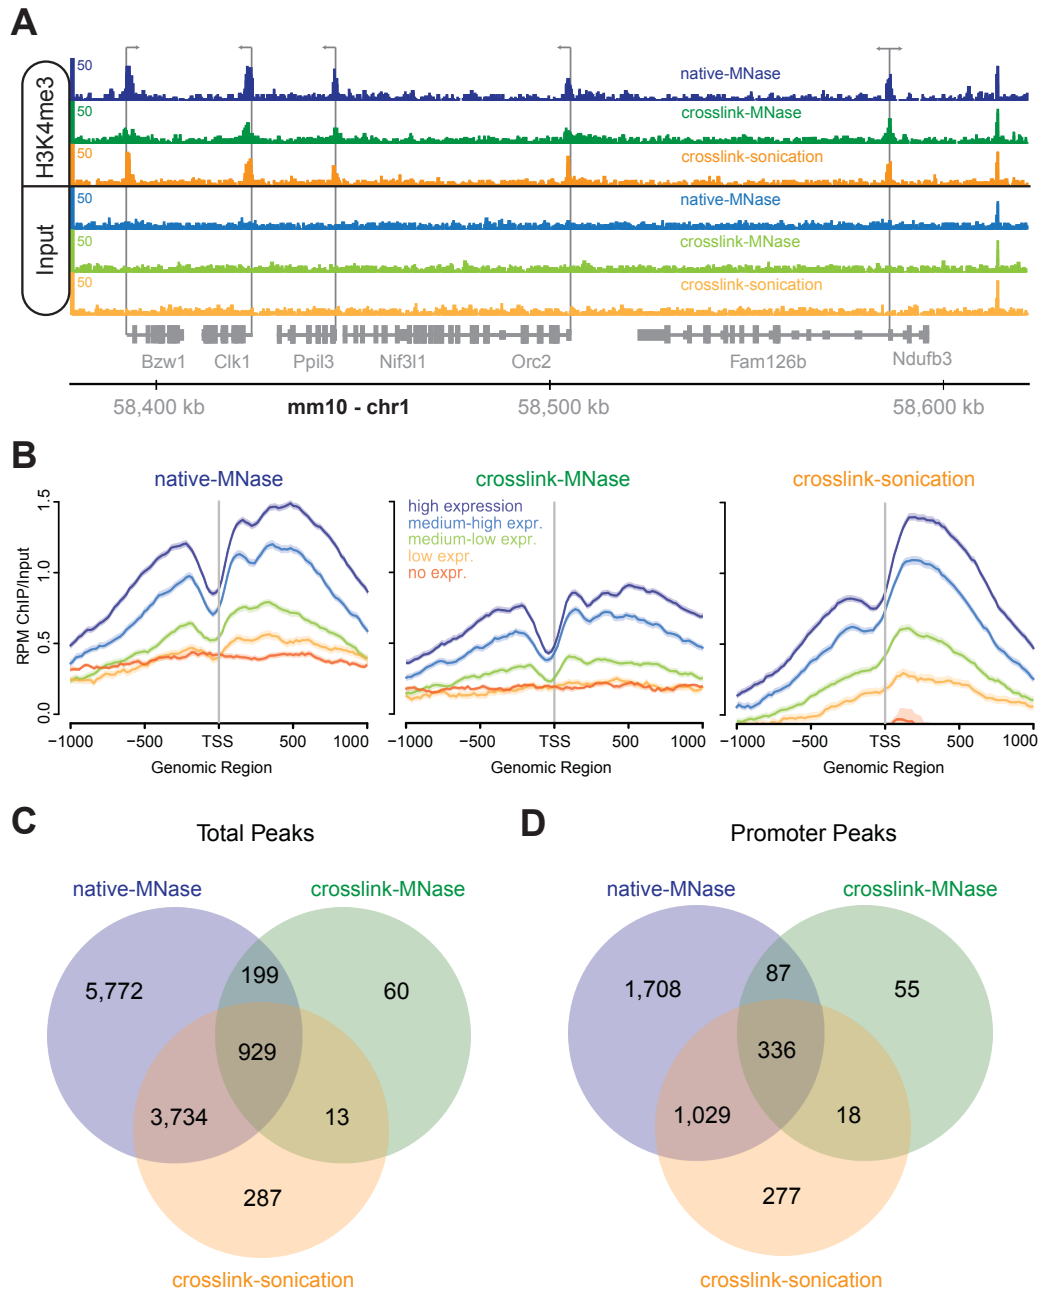 A
H3K4me3
Input
50
native-MNase
50
crosslink-MNase
50
crosslink-sonication
50
native-MNase
50
crosslink-MNase
50
crosslink-sonication
Bzw1 Clk1 Ppil3 Nif3l1 Orc2 Fam126b Ndufb3
58,400 kb mm10 - chr1 58,500 kb 58,600 kb
B
native-MNase crosslink-MNase crosslink-sonication
RPM ChIP/Input
1.5
1.0
0.5
0.0
high expression
medium-high expr.
medium-low expr.
low expr.
no expr.
−1000 −500 TSS 500 1000
Genomic Region
−1000 −500 TSS 500 1000
Genomic Region
−1000 −500 TSS 500 1000
Genomic Region
C
Total Peaks
native-MNase crosslink-MNase
5,772 199 60
929
3,734 13
287
crosslink-sonication
D
Promoter Peaks
native-MNase crosslink-MNase
1,708 87 55
336
1,029 18
277
crosslink-sonication